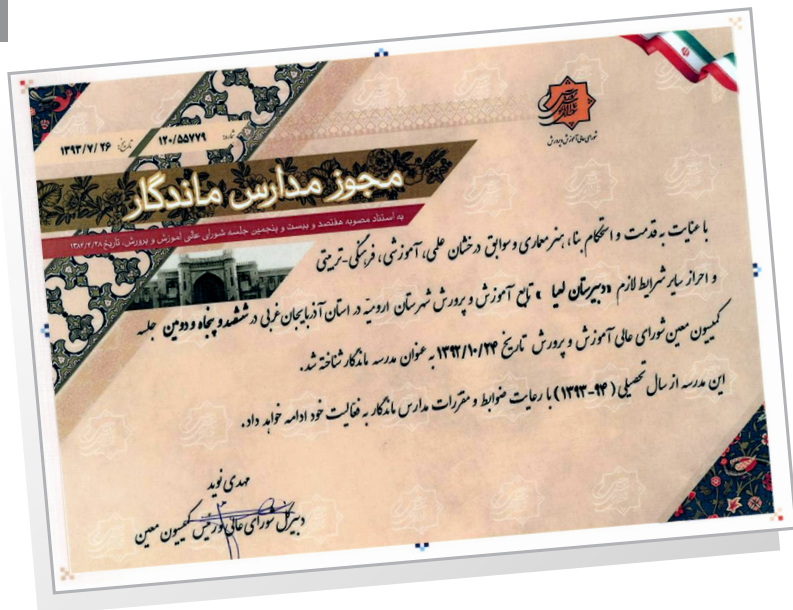 شورای عالی آموزش و پرورش
شماره: ۱۲۰/۵۵۷۷۹
تاریخ: ۱۳۹۳/۷/۲۶
مجوز مدارس ماندگار
به استناد مصوبه هفتصد و بیست و پنجمین جلسه شورای عالی آموزش و پرورش، تاریخ ۱۳۸۶/۲/۲۸
با عنایت به قدمت و استحکام بنا، هنر معماری و سوابق درخشان علمی، آموزشی، فرهنگی-تربیتی
و احراز سایر شرایط لازم «دبیرستان لهیا » تابع آموزش و پرورش شهرستان ارومیّه در استان آذربایجان غربی در ششصد و پنجاه و دومین جلسه
کمیسیون معین شورای عالی آموزش و پرورش تاریخ ۱۳۹۲/۱۰/۲۴ به عنوان مدرسه ماندگار شناخته شد.
این مدرسه از سال تحصیلی (۹۴-۱۳۹۳) با رعایت ضوابط و مقررات مدارس ماندگار به فعالیت خود ادامه خواهد داد.
مهدی نوید
دبیرکل شورای عالی و رئیس کمیسیون معین